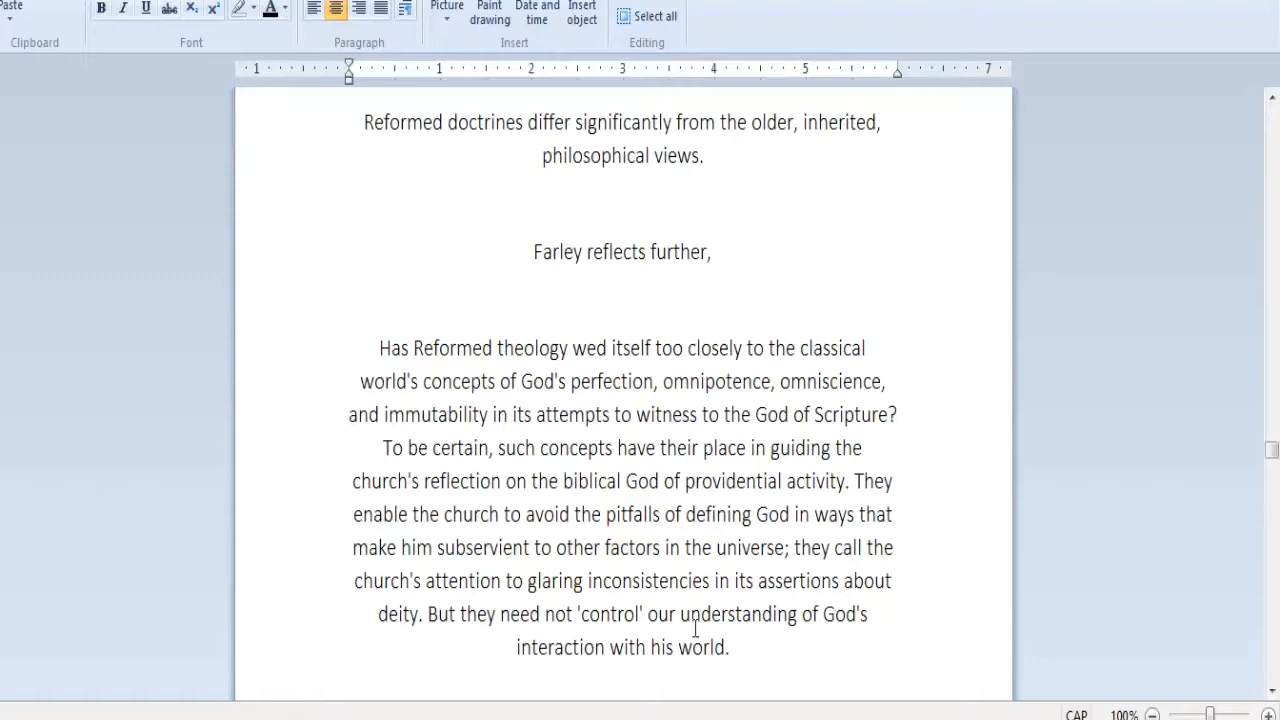 Paste
B I U abc X₂ X² A
Picture Paint drawing Date and time Insert object
Select all
Clipboard Font Paragraph Insert Editing
1 1 2 3 4 5 7
Reformed doctrines differ significantly from the older, inherited,
philosophical views.
Farley reflects further,
Has Reformed theology wed itself too closely to the classical
world's concepts of God's perfection, omnipotence, omniscience,
and immutability in its attempts to witness to the God of Scripture?
To be certain, such concepts have their place in guiding the
church's reflection on the biblical God of providential activity. They
enable the church to avoid the pitfalls of defining God in ways that
make him subservient to other factors in the universe; they call the
church's attention to glaring inconsistencies in its assertions about
deity. But they need not 'control' our understanding of God's
interaction with his world.
CAP 100%